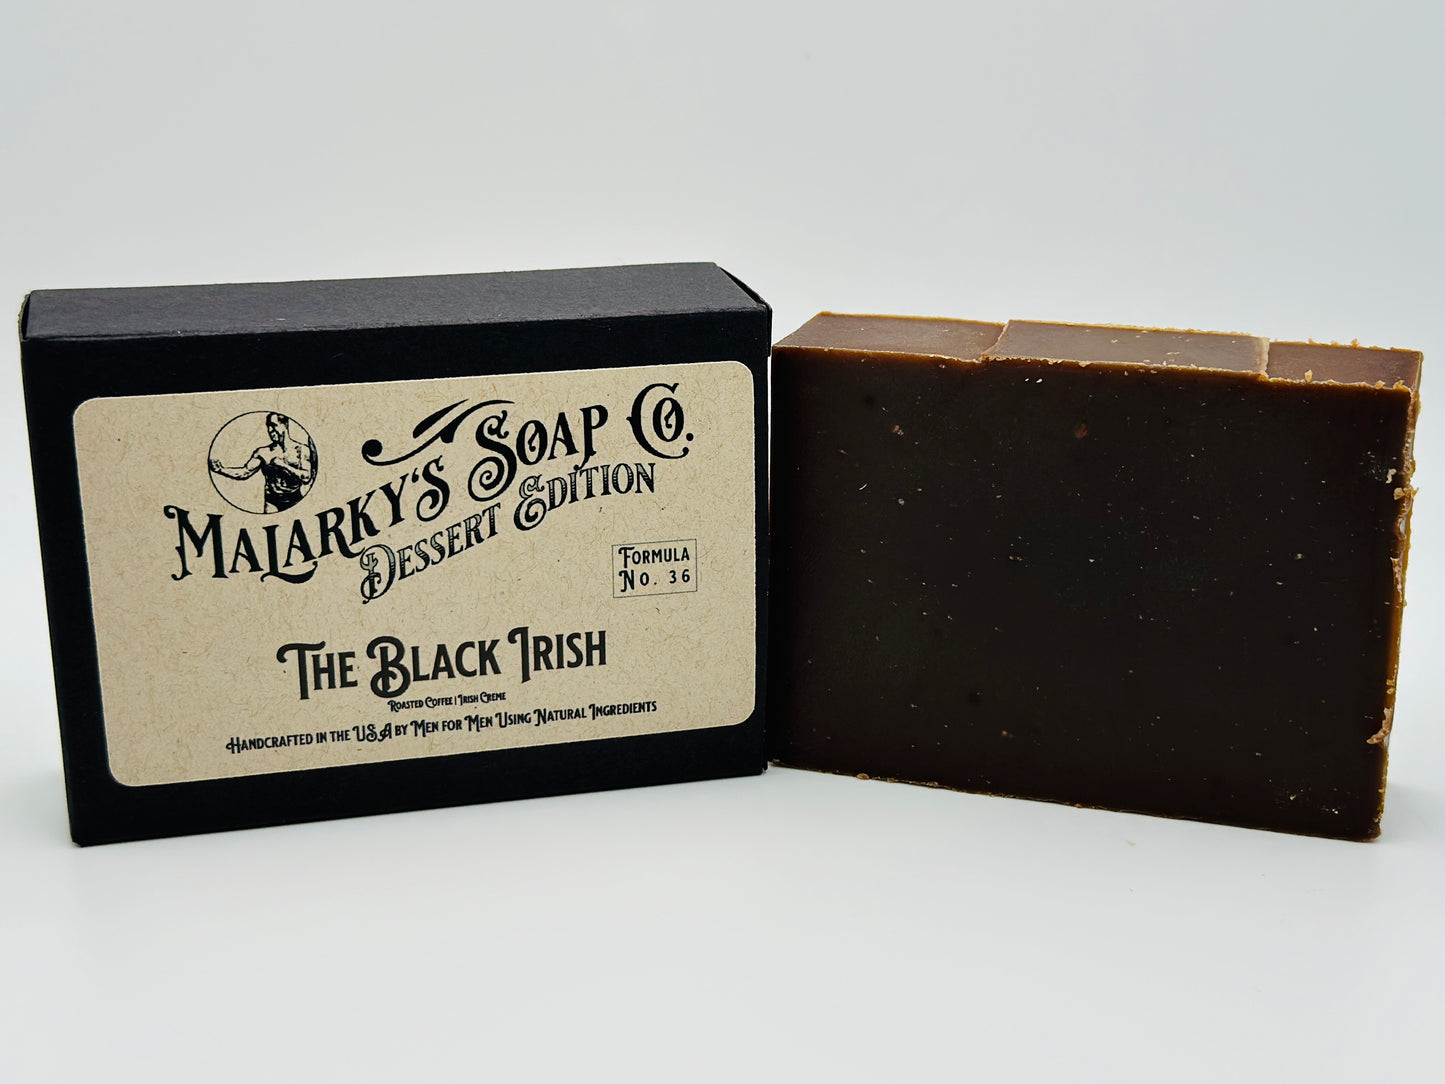 Malarky's Soap Co.
Dessert Edition
Formula
No. 36
The Black Irish
Roasted Coffee | Irish Creme
Handcrafted in the USA by Men for Men Using Natural Ingredients